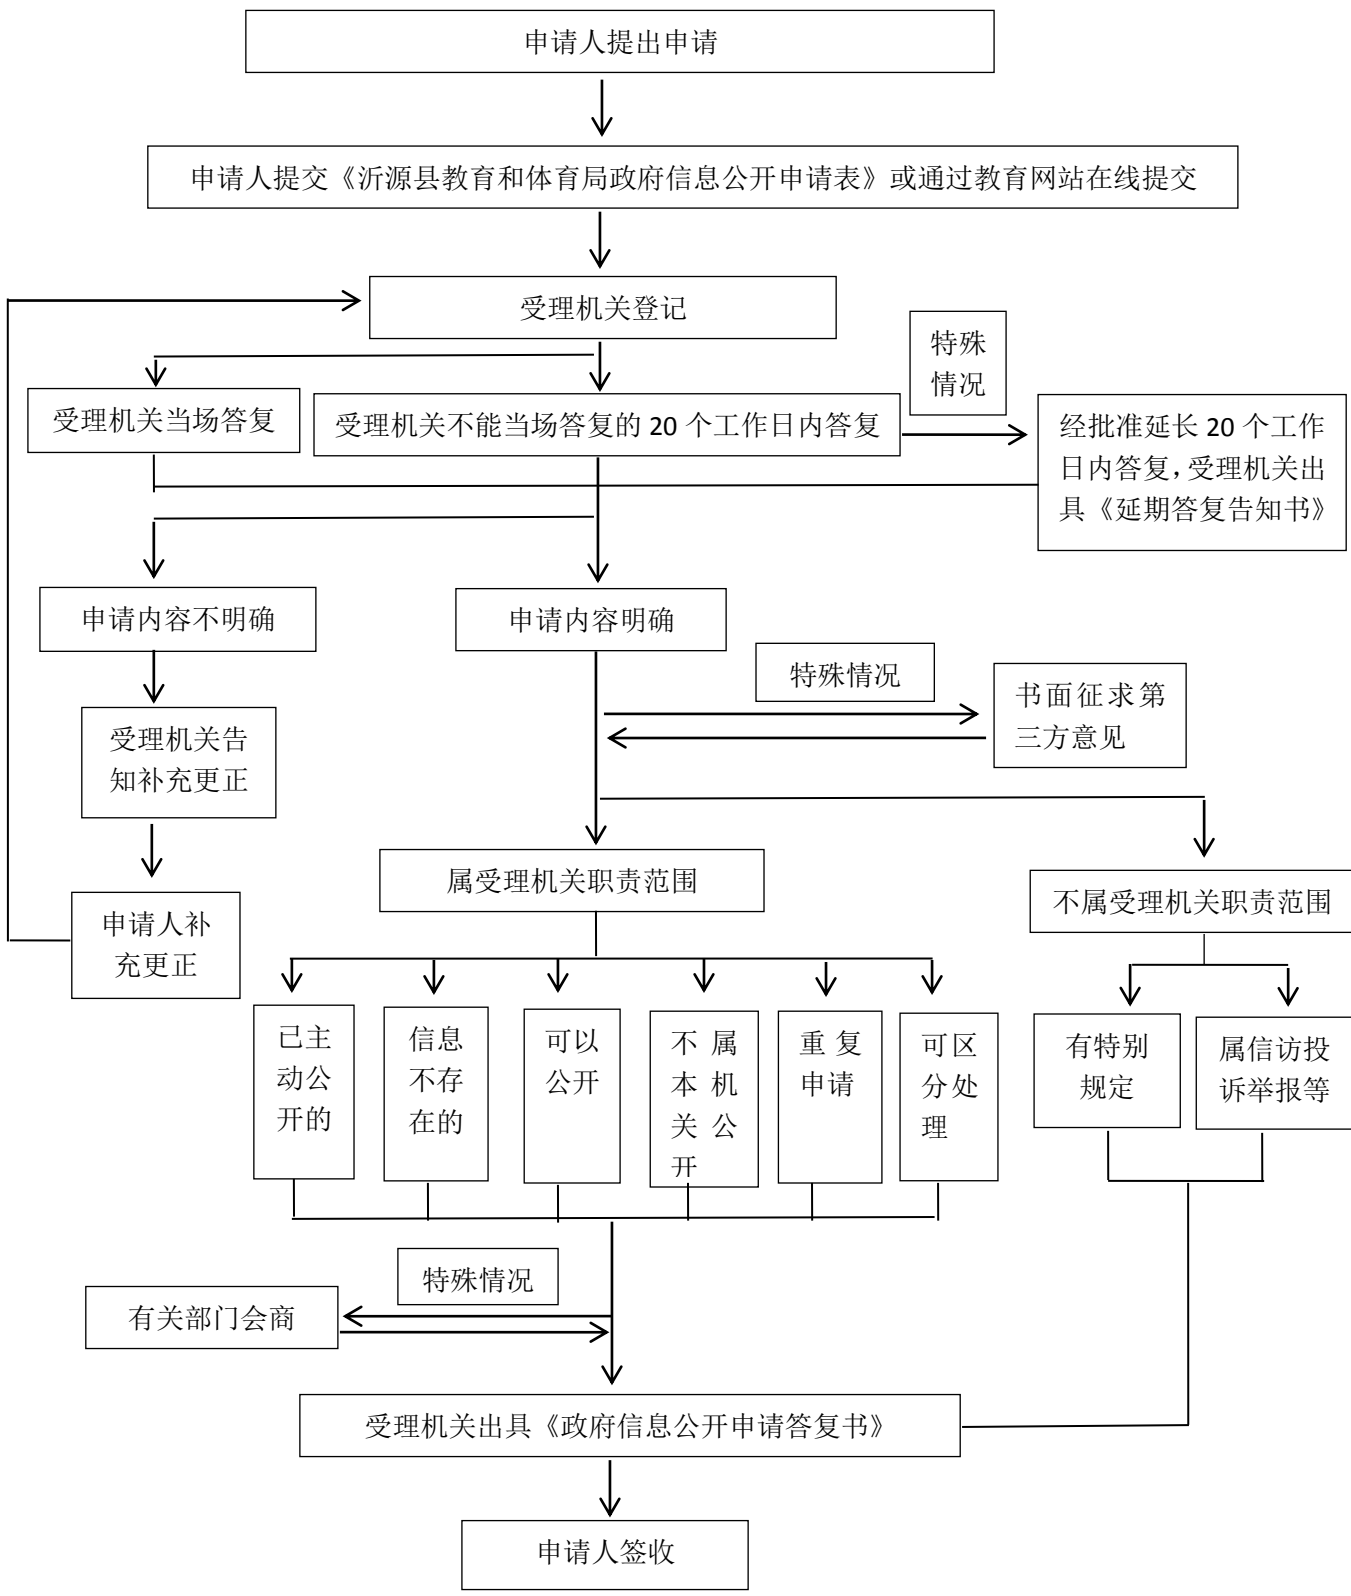 申请人提出申请
申请人提交《沂源县教育和体育局政府信息公开申请表》或通过教育网站在线提交
受理机关登记
特殊
情况
受理机关当场答复
受理机关不能当场答复的 20 个工作日内答复
经批准延长 20 个工作
日内答复，受理机关出
具《延期答复告知书》
申请内容不明确
申请内容明确
特殊情况
书面征求第
三方意见
受理机关告
知补充更正
属受理机关职责范围
不属受理机关职责范围
申请人补
充更正
已主
动公
开的
信息
不存
在的
可以
公开
不属
本机
关公
开
重复
申请
可区
分处
理
有特别
规定
属信访投
诉举报等
特殊情况
有关部门会商
受理机关出具《政府信息公开申请答复书》
申请人签收